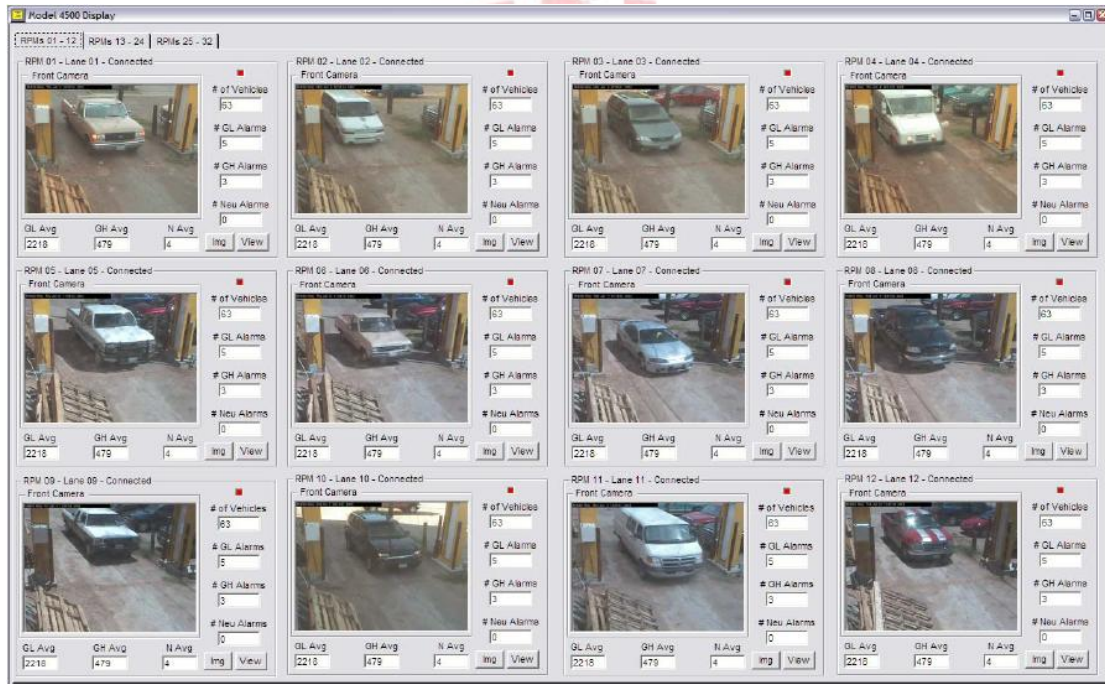 Model 4500 Display
RPMs 01 - 12 RPMs 13 - 24 RPMs 25 - 32
RPM 01 - Lane 01 - Connected
Front Camera
# of Vehicles
63
# GL Alarms
5
# GH Alarms
3
# Neu Alarms
0
GL Avg GH Avg N Avg
2218 479 4 Img View
RPM 02 - Lane 02 - Connected
Front Camera
# of Vehicles
63
# GL Alarms
5
# GH Alarms
3
# Neu Alarms
0
GL Avg GH Avg N Avg
2218 479 4 Img View
RPM 03 - Lane 03 - Connected
Front Camera
# of Vehicles
63
# GL Alarms
5
# GH Alarms
3
# Neu Alarms
0
GL Avg GH Avg N Avg
2218 479 4 Img View
RPM 04 - Lane 04 - Connected
Front Camera
# of Vehicles
63
# GL Alarms
5
# GH Alarms
3
# Neu Alarms
0
GL Avg GH Avg N Avg
2218 479 4 Img View
RPM 05 - Lane 05 - Connected
Front Camera
# of Vehicles
63
# GL Alarms
5
# GH Alarms
3
# Neu Alarms
0
GL Avg GH Avg N Avg
2218 479 4 Img View
RPM 06 - Lane 06 - Connected
Front Camera
# of Vehicles
63
# GL Alarms
5
# GH Alarms
3
# Neu Alarms
0
GL Avg GH Avg N Avg
2218 479 4 Img View
RPM 07 - Lane 07 - Connected
Front Camera
# of Vehicles
63
# GL Alarms
5
# GH Alarms
3
# Neu Alarms
0
GL Avg GH Avg N Avg
2218 479 4 Img View
RPM 08 - Lane 08 - Connected
Front Camera
# of Vehicles
63
# GL Alarms
5
# GH Alarms
3
# Neu Alarms
0
GL Avg GH Avg N Avg
2218 479 4 Img View
RPM 09 - Lane 09 - Connected
Front Camera
# of Vehicles
63
# GL Alarms
5
# GH Alarms
3
# Neu Alarms
0
GL Avg GH Avg N Avg
2218 479 4 Img View
RPM 10 - Lane 10 - Connected
Front Camera
# of Vehicles
63
# GL Alarms
5
# GH Alarms
3
# Neu Alarms
0
GL Avg GH Avg N Avg
2218 479 4 Img View
RPM 11 - Lane 11 - Connected
Front Camera
# of Vehicles
63
# GL Alarms
5
# GH Alarms
3
# Neu Alarms
0
GL Avg GH Avg N Avg
2218 479 4 Img View
RPM 12 - Lane 12 - Connected
Front Camera
# of Vehicles
63
# GL Alarms
5
# GH Alarms
3
# Neu Alarms
0
GL Avg GH Avg N Avg
2218 479 4 Img View